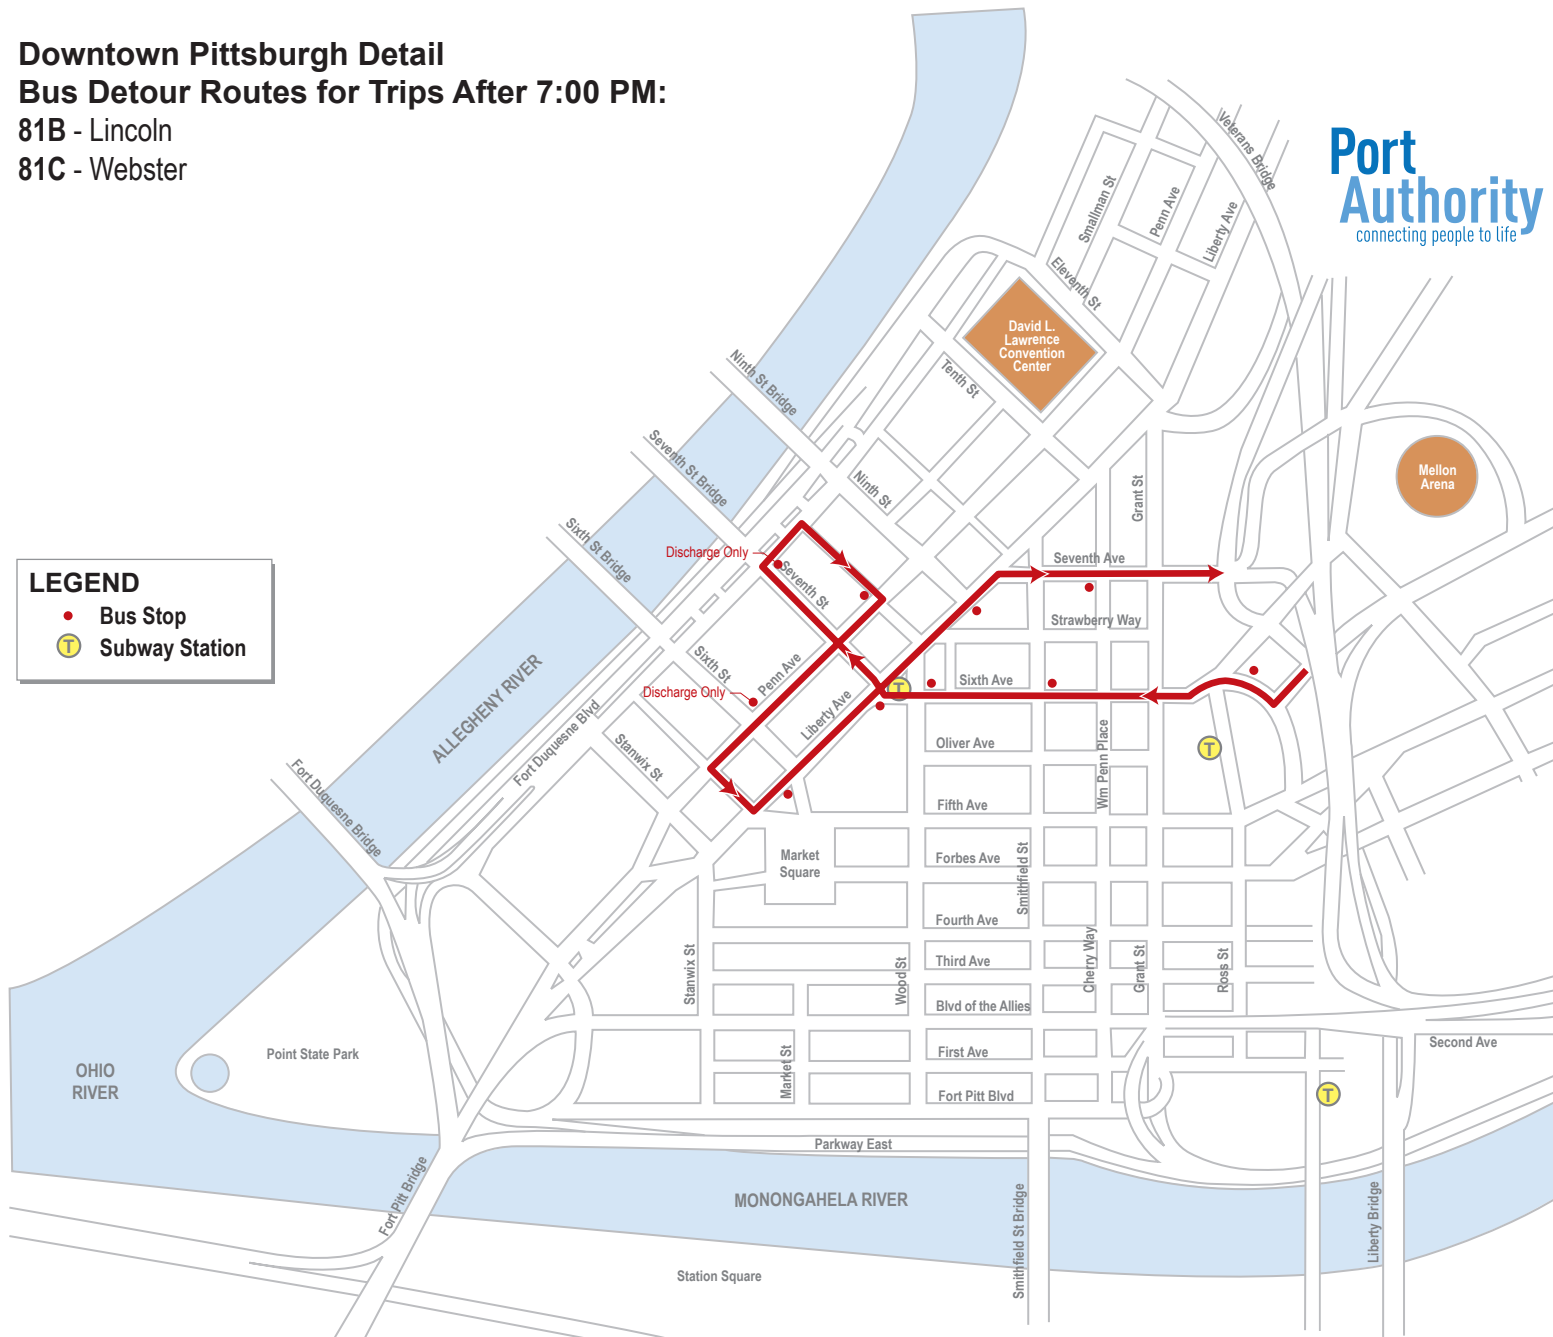 Downtown Pittsburgh Detail
Bus Detour Routes for Trips After 7:00 PM:
81B - Lincoln
81C - Webster
Port
Authority
connecting people to life
Veterans Bridge
Smallman St
Penn Ave
Liberty Ave
Eleventh St
David L.
Lawrence
Convention
Center
Tenth St
Ninth St Bridge
Seventh St Bridge
Sixth St Bridge
Ninth St
Grant St
Mellon
Arena
Discharge Only
Seventh St
Seventh Ave
Strawberry Way
LEGEND
Bus Stop
T
Subway Station
Sixth St
Penn Ave
Discharge Only
Liberty Ave
T
Sixth Ave
ALLEGHENY RIVER
Fort Duquesne Blvd
Stanwix St
Oliver Ave
Wm Penn Place
T
Fort Duquesne Bridge
Fifth Ave
Market
Square
Forbes Ave
Smithfield St
Fourth Ave
Stanwix St
Wood St
Third Ave
Cherry Way
Grant St
Ross St
Blvd of the Allies
Point State Park
OHIO
RIVER
Market St
First Ave
Second Ave
Fort Pitt Blvd
T
Parkway East
Fort Pitt Bridge
MONONGAHELA RIVER
Smithfield St Bridge
Liberty Bridge
Station Square